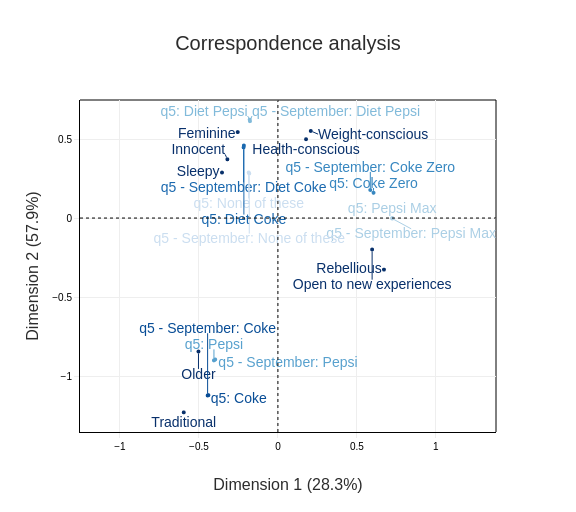 Correspondence analysis
q5: Diet Pepsi
q5 - September: Diet Pepsi
Feminine
Weight-conscious
Innocent
Health-conscious
Sleepy
q5 - September: Coke Zero
q5 - September: Diet Coke
q5: Coke Zero
q5: None of these
q5: Pepsi Max
q5: Diet Coke
q5 - September: None of these
q5 - September: Pepsi Max
Rebellious
Open to new experiences
q5 - September: Coke
q5: Pepsi
q5 - September: Pepsi
Older
q5: Coke
Traditional
0.5
0
−0.5
−1
−1
−0.5
0
0.5
1
Dimension 1 (28.3%)
Dimension 2 (57.9%)